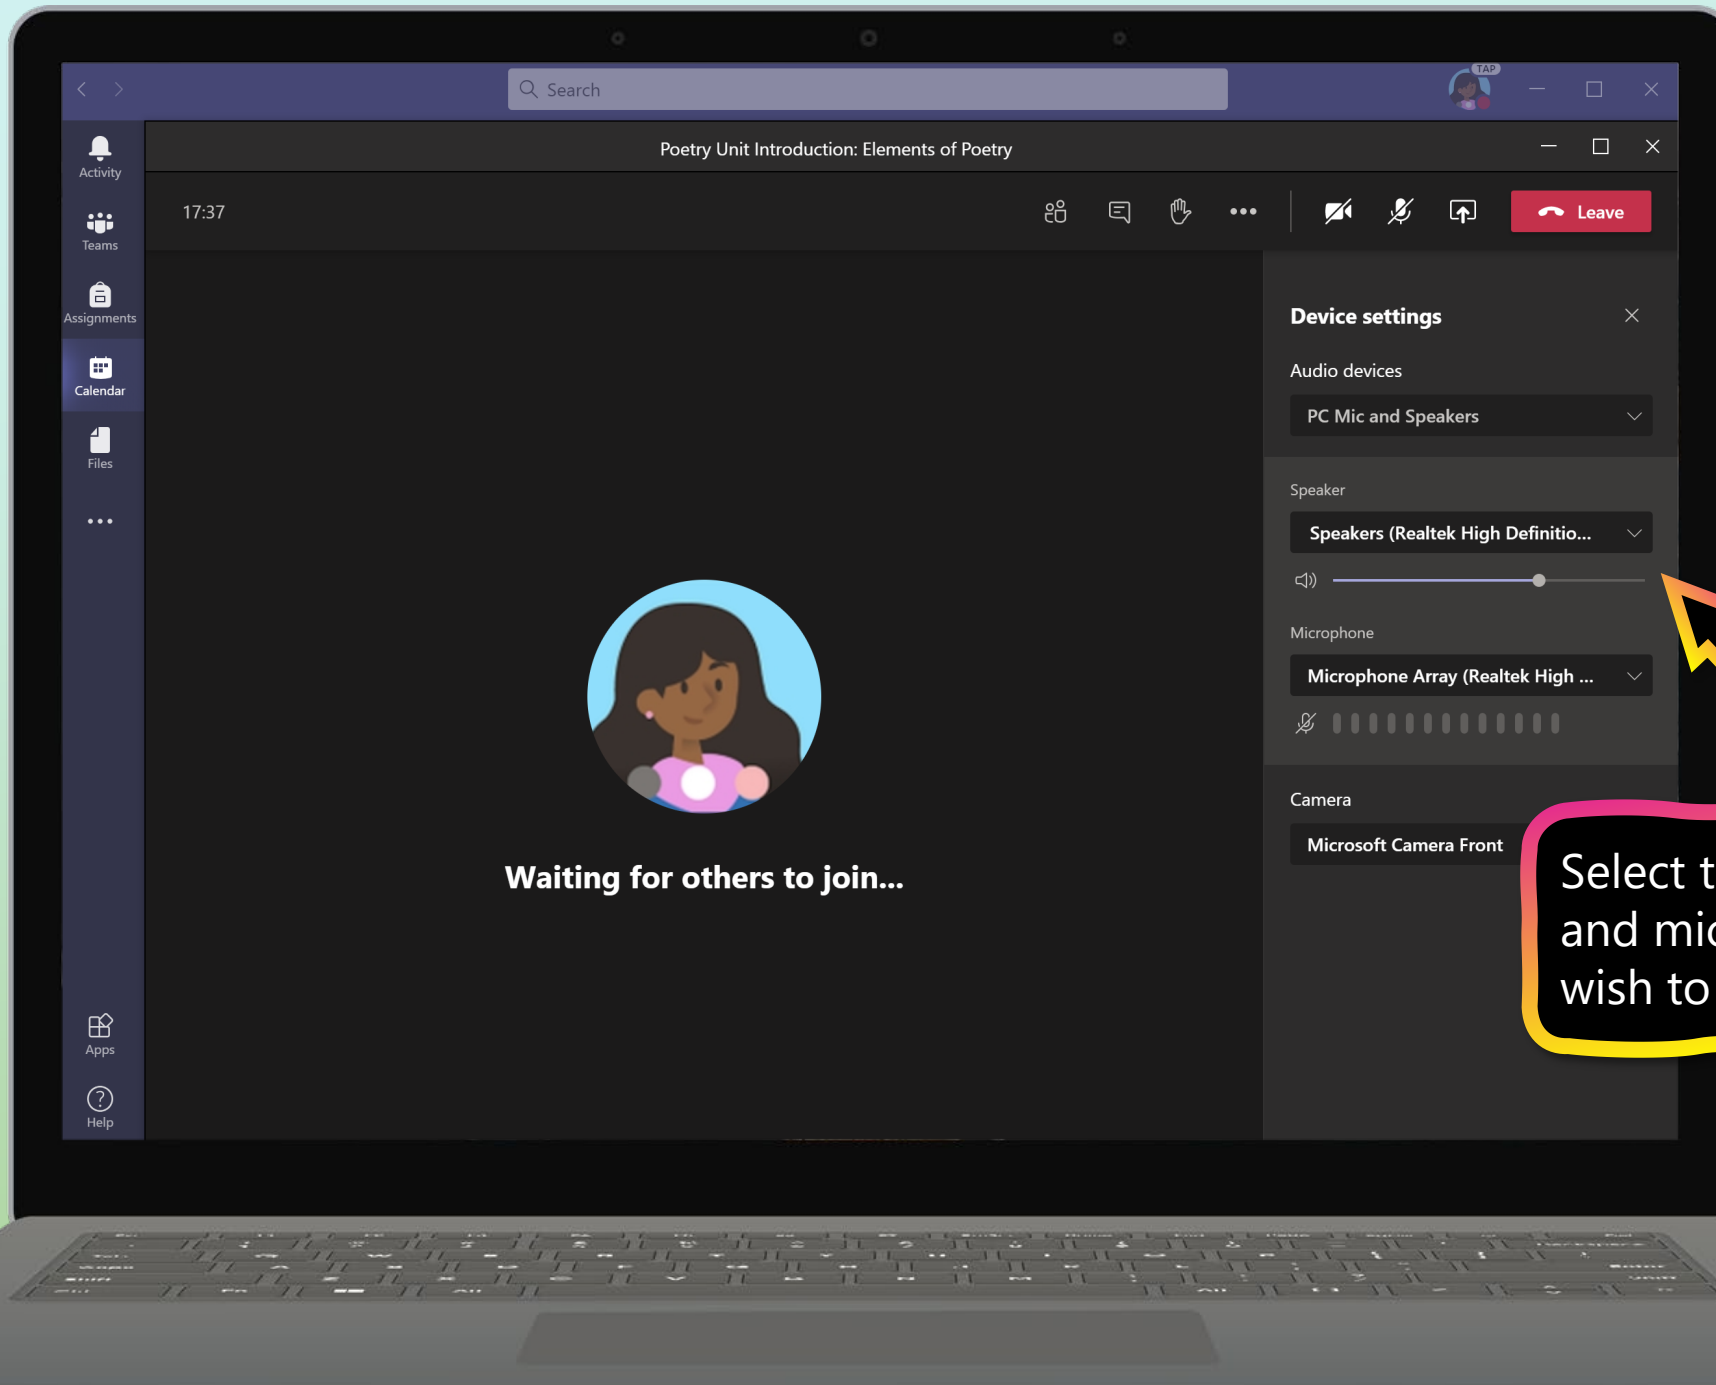 Search
TAP
Activity
Poetry Unit Introduction: Elements of Poetry
17:37
Leave
Teams
Assignments
Calendar
Files
Apps
Help
Waiting for others to join...
Device settings
Audio devices
PC Mic and Speakers
Speaker
Speakers (Realtek High Definitio...
Microphone
Microphone Array (Realtek High ...
Camera
Microsoft Camera Front
Select t
and mic
wish to